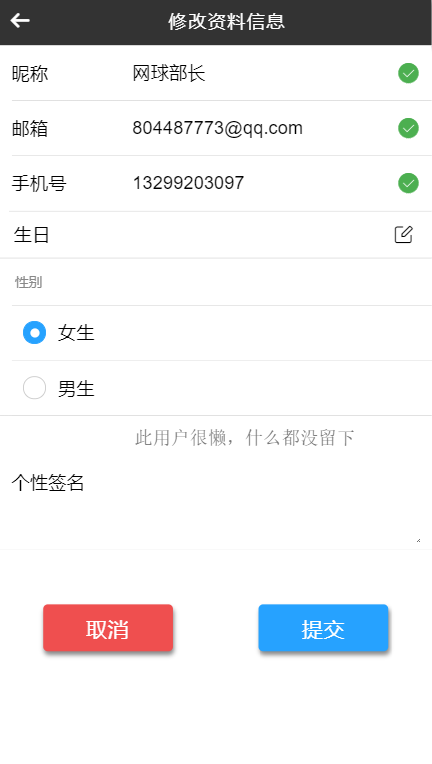 修改资料信息
昵称 网球部长
邮箱 804487773@qq.com
手机号 13299203097
生日
性别
女生
男生
此用户很懒，什么都没留下
个性签名
取消 提交